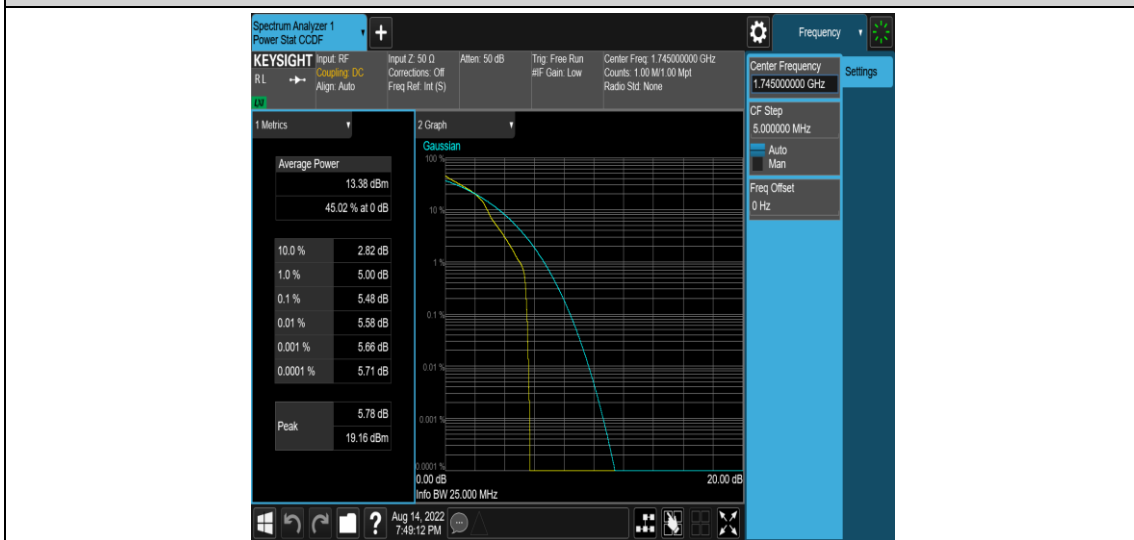 Spectrum Analyzer 1
Power Stat CCDF
Frequency
KEYSIGHT
RL
LXI
Input: RF
Coupling: DC
Align: Auto
Input Z: 50 Ω
Corrections: Off
Freq Ref: Int (S)
Atten: 50 dB
Trig: Free Run
#IF Gain: Low
Center Freq: 1.745000000 GHz
Counts: 1.00 M/1.00 Mpt
Radio Std: None
Center Frequency
1.745000000 GHz
Settings
CF Step
5.000000 MHz
Auto
Man
Freq Offset
0 Hz
1 Metrics
Average Power
13.38 dBm
45.02 % at 0 dB
10.0 % 2.82 dB
1.0 % 5.00 dB
0.1 % 5.48 dB
0.01 % 5.58 dB
0.001 % 5.66 dB
0.0001 % 5.71 dB
Peak
5.78 dB
19.16 dBm
2 Graph
Gaussian
100 %
10 %
1 %
0.1 %
0.01 %
0.001 %
0.0001 %
0.00 dB 20.00 dB
Info BW 25.000 MHz
?
Aug 14, 2022
7:49:12 PM